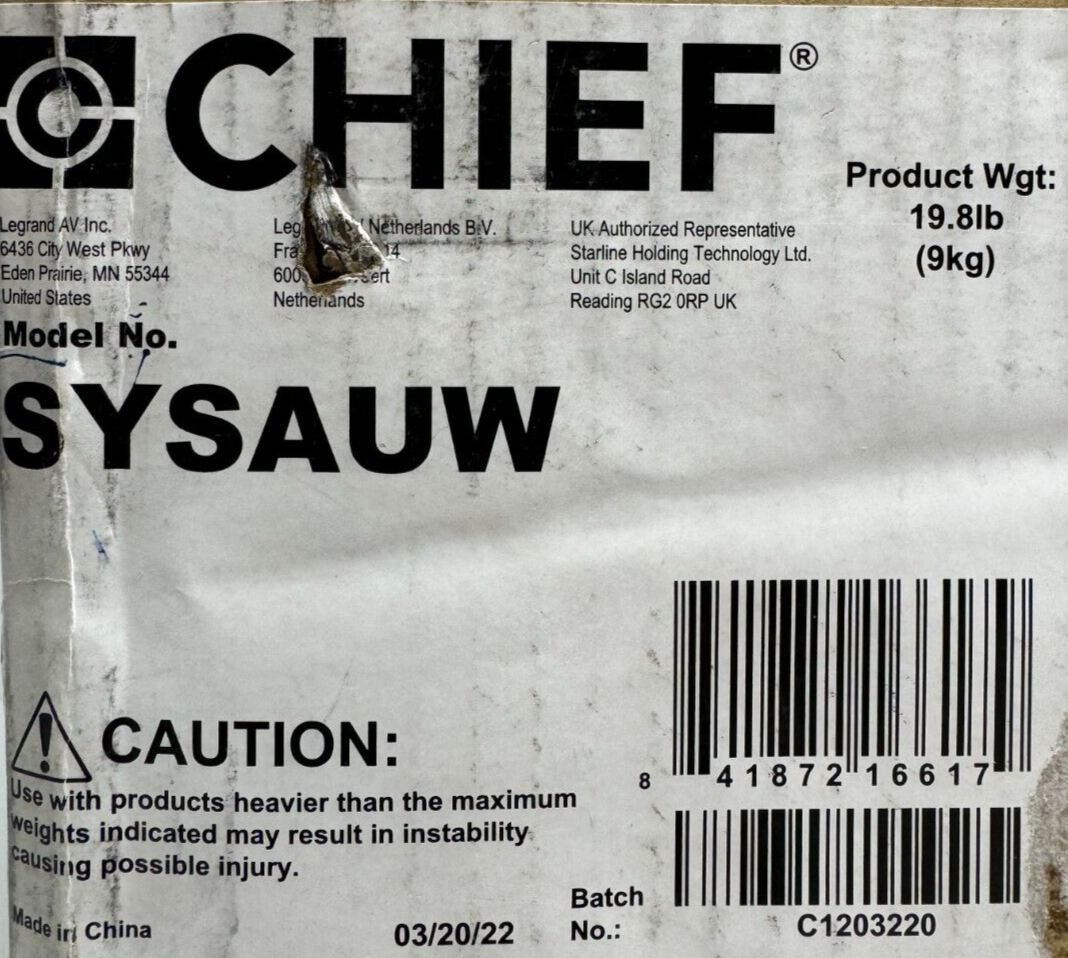 CHIEF®
Product Wgt:
19.8lb
(9kg)
Legrand AV Inc.
6436 City West Pkwy
Eden Prairie, MN 55344
United States
Netherlands B.V.
Netherlands
UK Authorized Representative
Starline Holding Technology Ltd.
Unit C Island Road
Reading RG2 0RP UK
Model No.
SYSAUW
CAUTION:
Use with products heavier than the maximum
weights indicated may result in instability
causing possible injury.
Made in China
03/20/22
8 41872 16617
Batch
No.:
C1203220